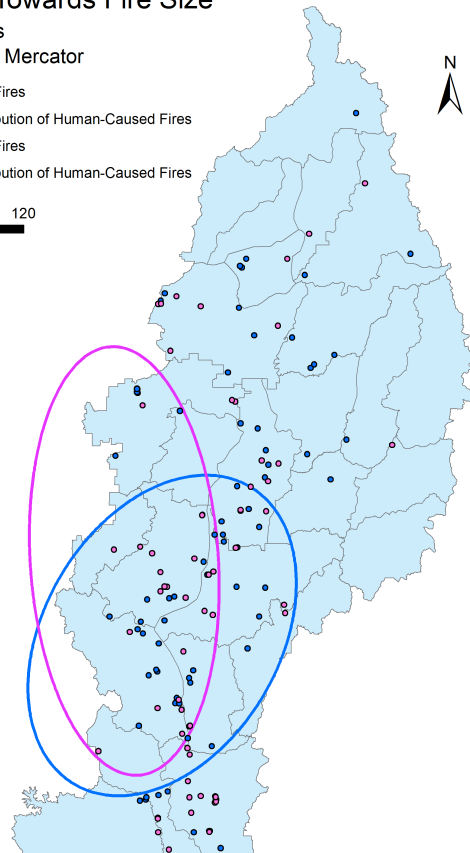 Towards Fire Size
s
Mercator
N
Fires
ution of Human-Caused Fires
Fires
ution of Human-Caused Fires
120